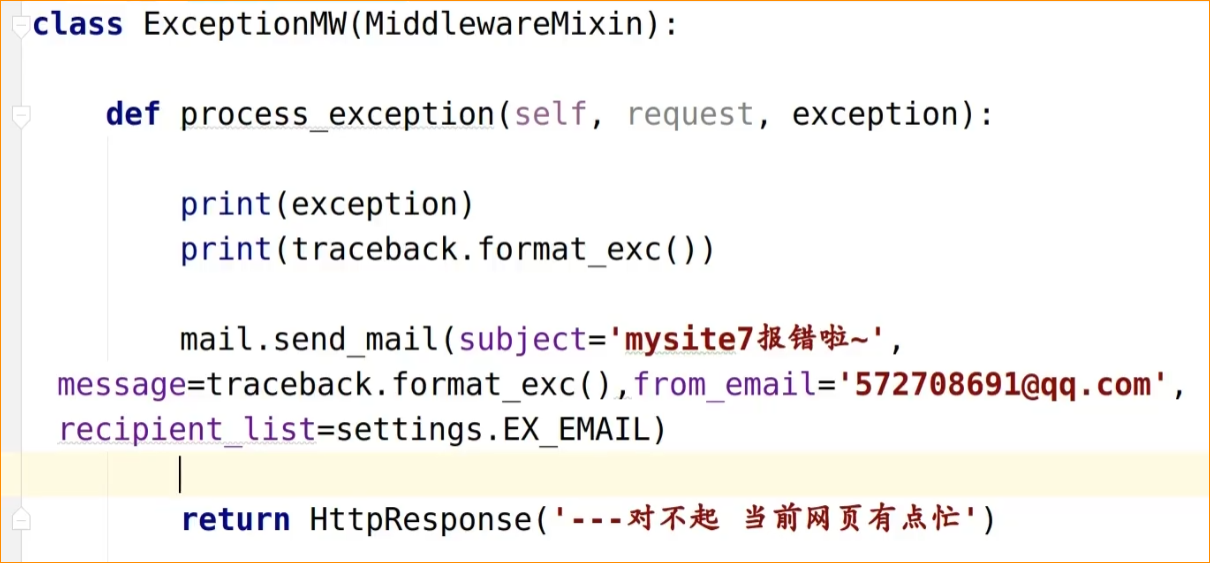 class ExceptionMW(MiddlewareMixin):
def process_exception(self, request, exception):
print(exception)
print(traceback.format_exc())
mail.send_mail(subject='mysite7报错啦~',
message=traceback.format_exc(),from_email='572708691@qq.com',
recipient_list=settings.EX_EMAIL)
return HttpResponse('---对不起 当前网页有点忙')